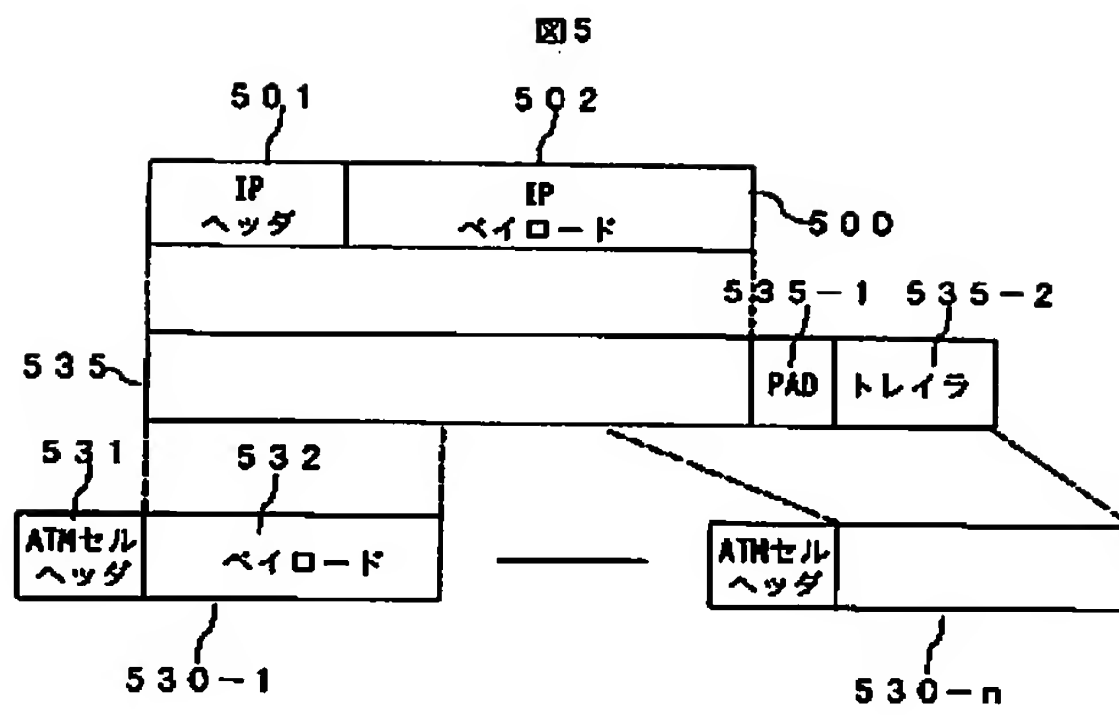 図5
501
502
IP
ヘッダ
IP
ペイロード
500
535-1
535-2
535
PAD
トレイラ
531
532
ATMセル
ヘッダ
ペイロード
ATMセル
ヘッダ
530-1
530-n